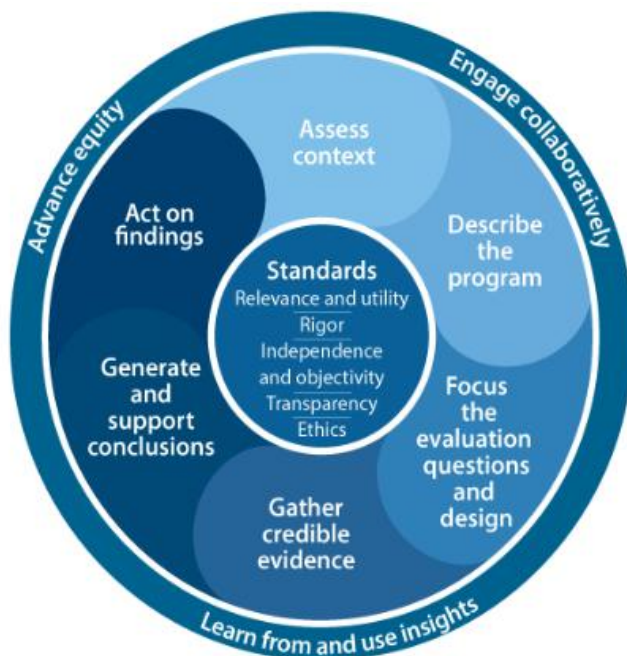 Advance equity
Engage collaboratively
Learn from and use insights
Assess
context
Describe
the
program
Focus
the
evaluation
questions
and
design
Gather
credible
evidence
Generate
and
support
conclusions
Act on
findings
Standards
Relevance and utility
Rigor
Independence
and objectivity
Transparency
Ethics